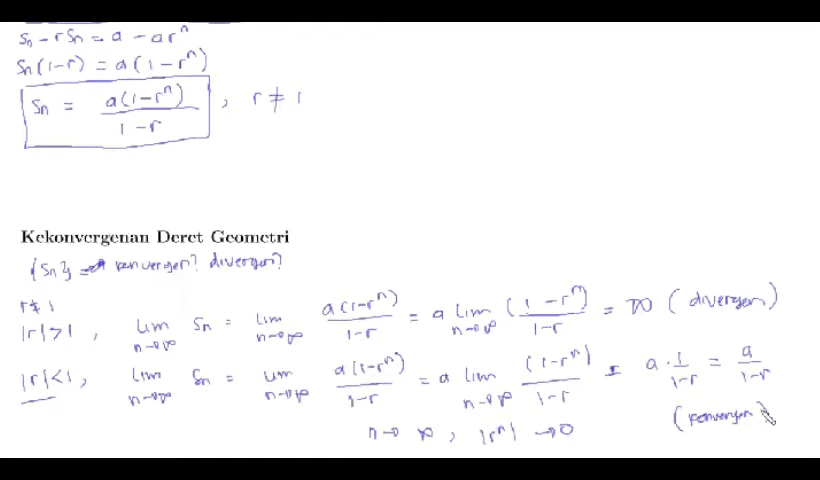 Sn - rSn = a - ar^n
Sn(1-r) = a(1-r^n)
Sn = a(1-r^n) / 1-r , r ≠ 1
Kekonvergenan Deret Geometri
{Sn} → konvergen? divergen?
r ≠ 1
|r|>1, lim n→∞ Sn = lim n→∞ a(1-r^n)/1-r = a lim n→∞ (1-r^n)/1-r = ∞ (divergen)
|r|<1, lim n→∞ Sn = lim n→∞ a(1-r^n)/1-r = a lim n→∞ (1-r^n)/1-r = a · 1/1-r = a/1-r
n→∞, |r^n| → 0 (konvergen)